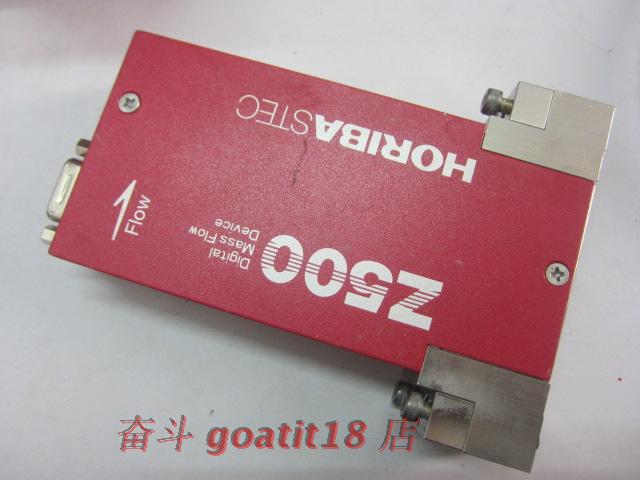 HORIBASTEC
Z500
Digital
Mass Flow
Device
Flow
奋斗 goatit18 店